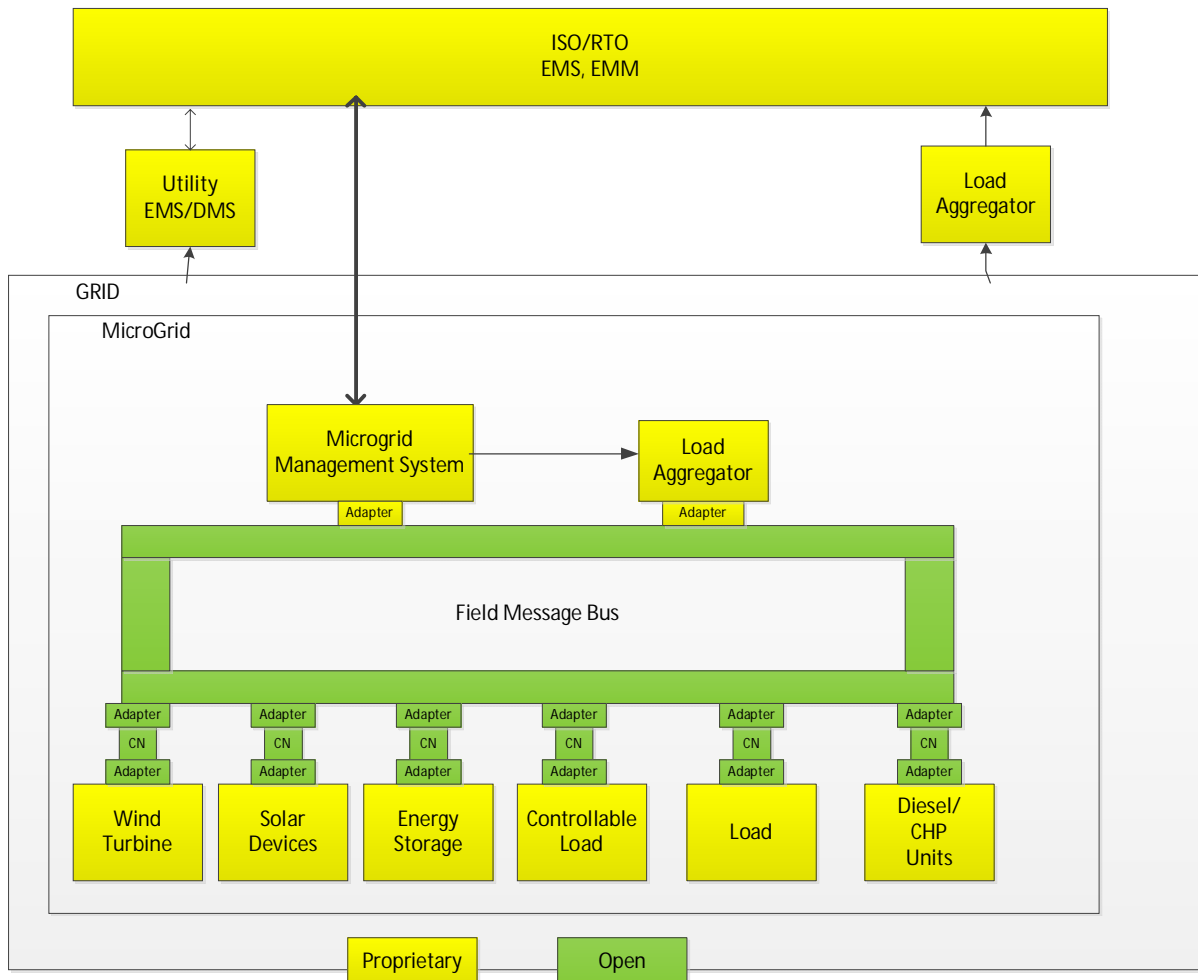 ISO/RTO
EMS, EMM
Utility
EMS/DMS
Load
Aggregator
GRID
MicroGrid
Microgrid
Management System
Load
Aggregator
Adapter
Adapter
Field Message Bus
Adapter
Adapter
Adapter
Adapter
Adapter
Adapter
CN
CN
CN
CN
CN
CN
Adapter
Adapter
Adapter
Adapter
Adapter
Adapter
Wind
Turbine
Solar
Devices
Energy
Storage
Controllable
Load
Load
Diesel/
CHP
Units
Proprietary
Open